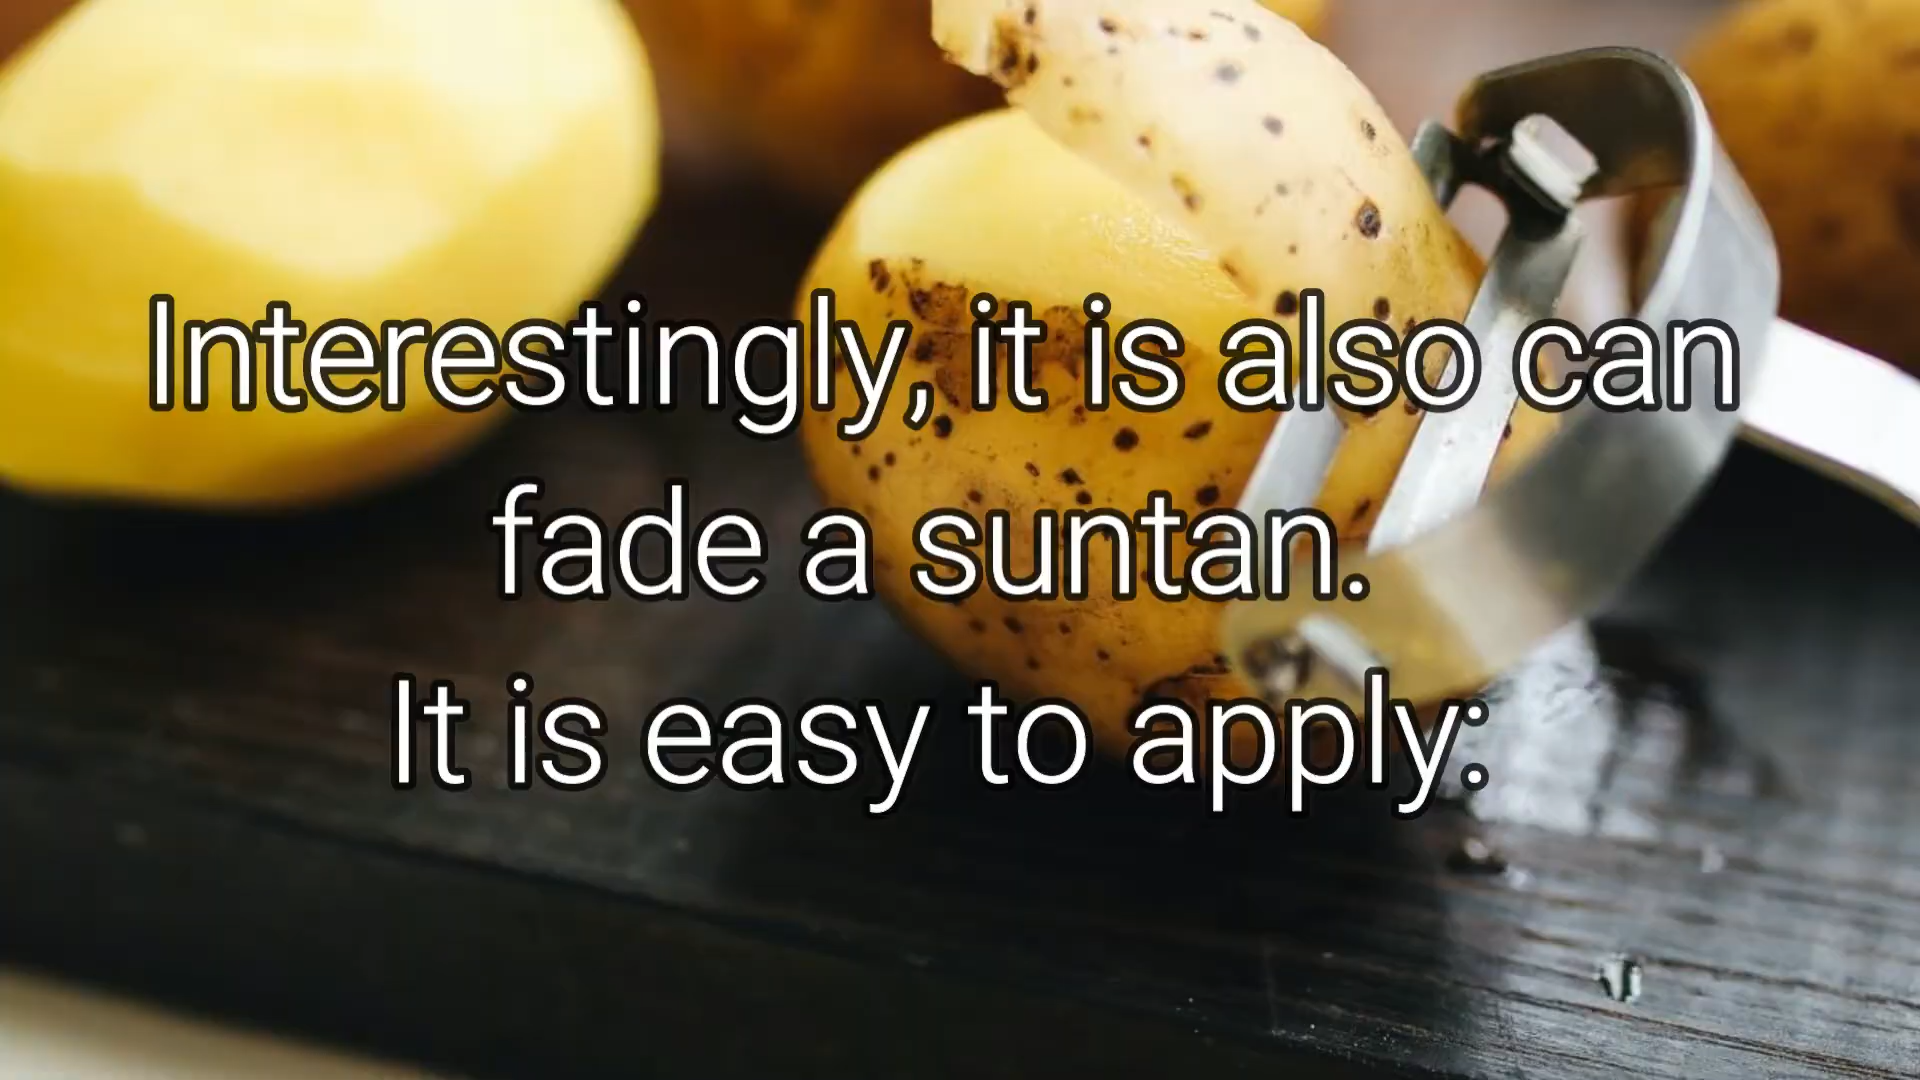 Interestingly, it is also can
fade a suntan.
It is easy to apply: